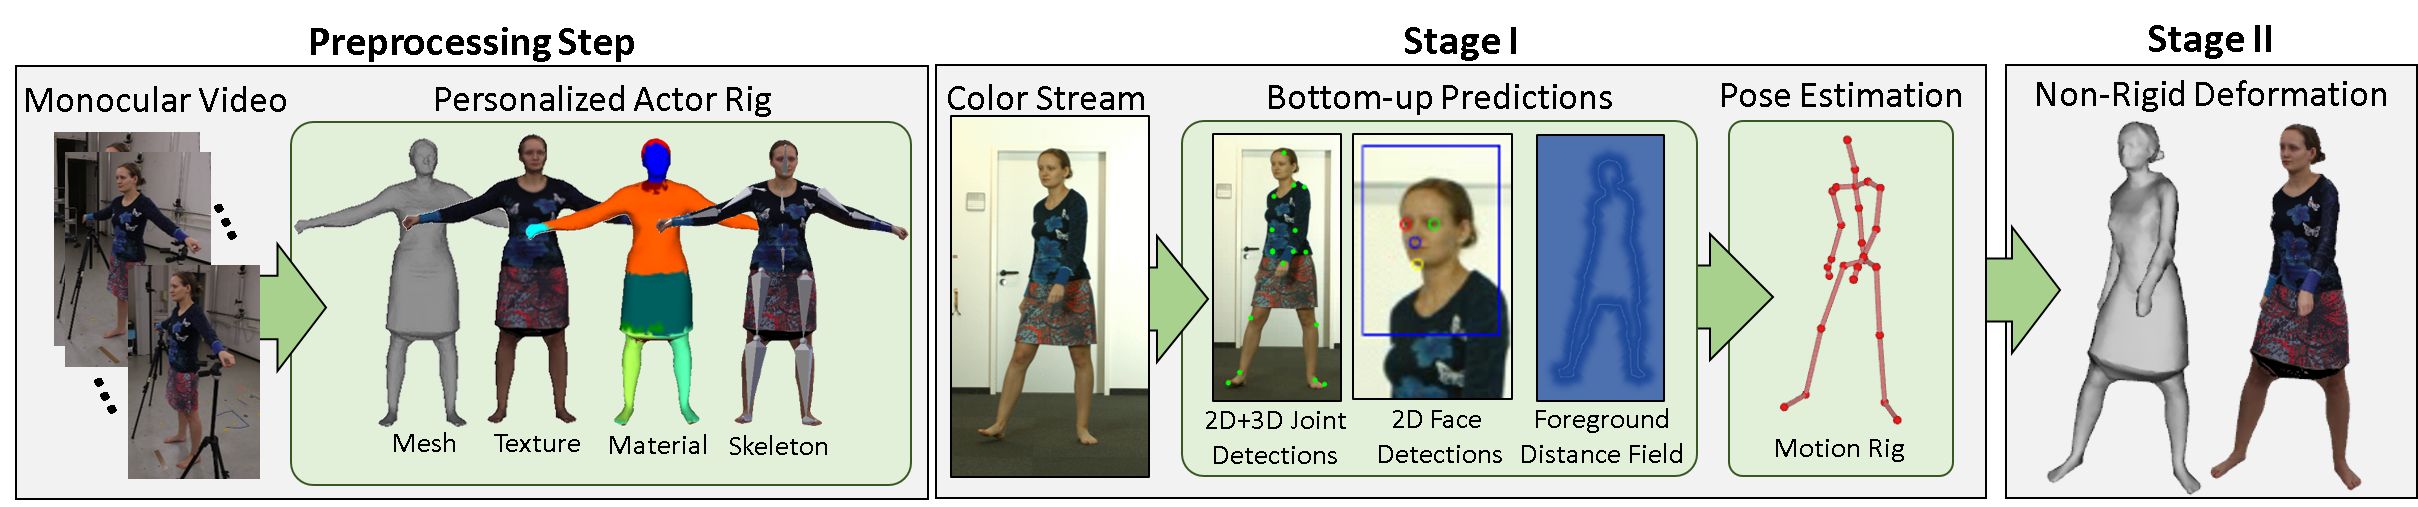 Preprocessing Step
Monocular Video
Personalized Actor Rig
Mesh
Texture
Material
Skeleton
Stage I
Color Stream
Bottom-up Predictions
Pose Estimation
2D+3D Joint
Detections
2D Face
Detections
Foreground
Distance Field
Motion Rig
Stage II
Non-Rigid Deformation